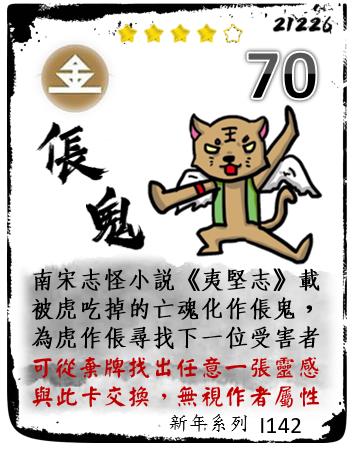 21226
金
70
倀鬼
王
南宋志怪小說《夷堅志》載
被虎吃掉的亡魂化作倀鬼，
為虎作倀尋找下一位受害者
可從棄牌找出任意一張靈感
與此卡交換，無視作者屬性
新年系列 I142